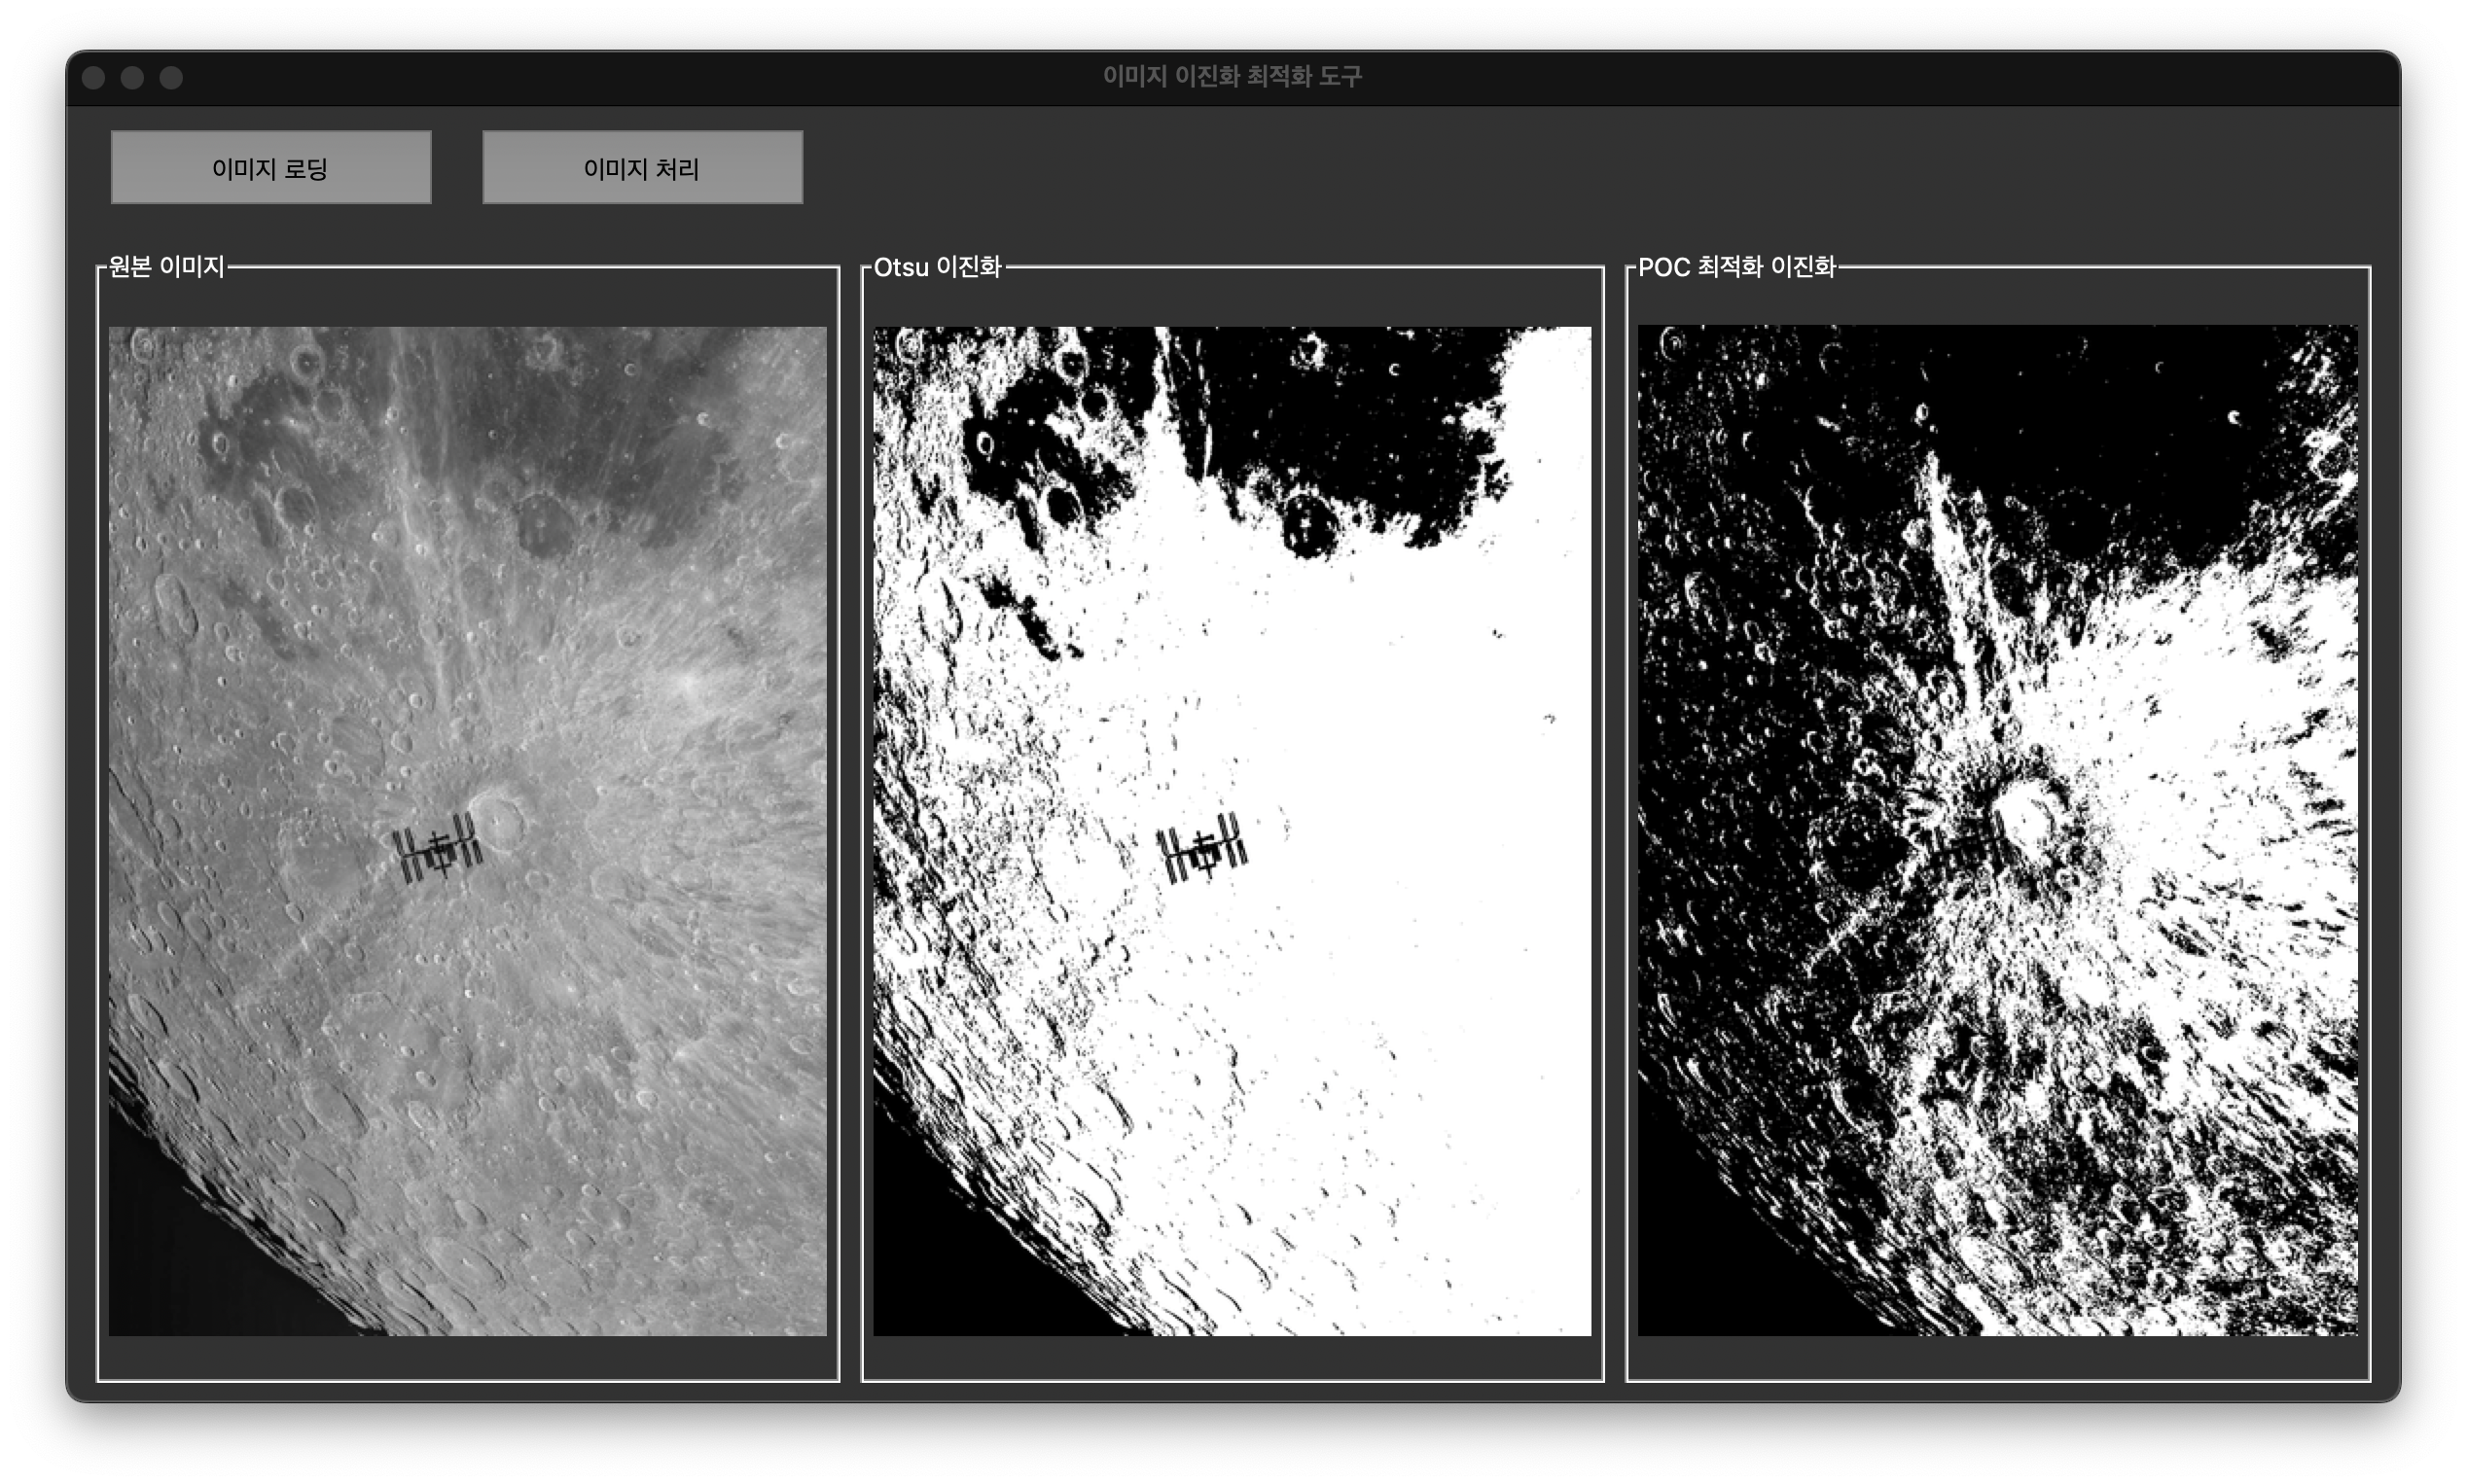 이미지 이진화 최적화 도구
이미지 로딩
이미지 처리
원본 이미지
Otsu 이진화
POC 최적화 이진화